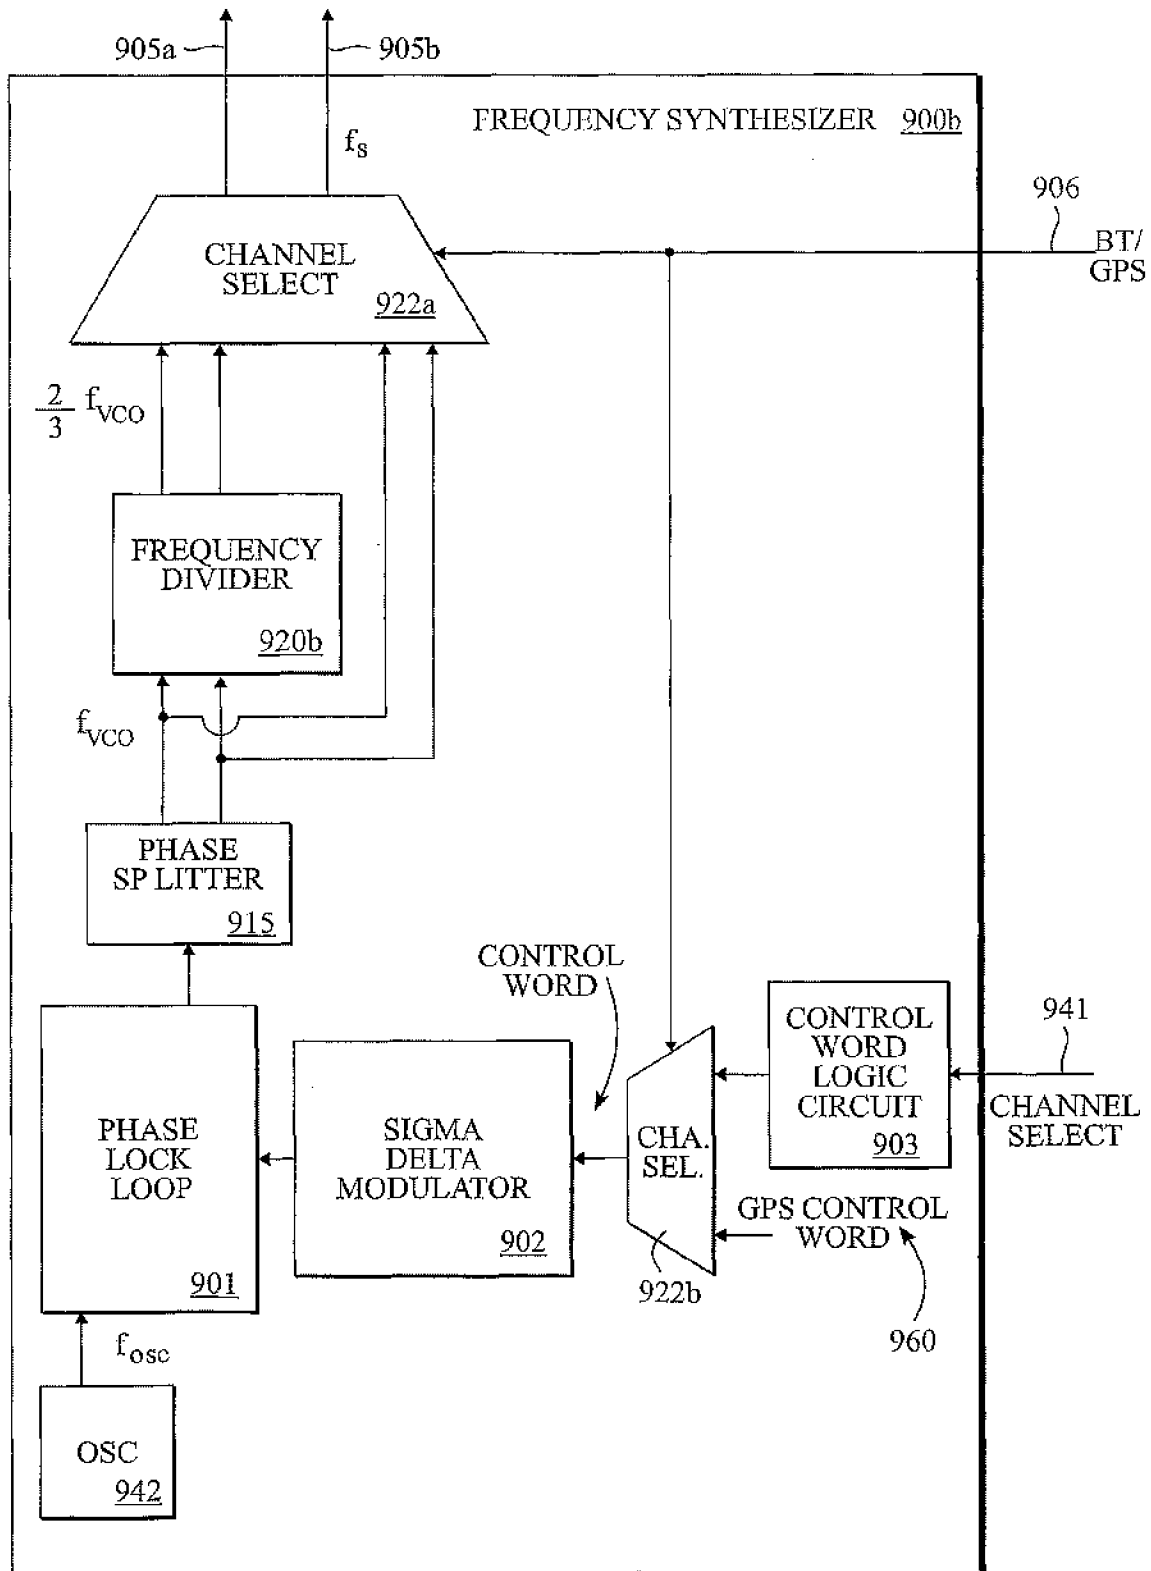 905a
905b
FREQUENCY SYNTHESIZER 900b
fs
906
BT/
GPS
CHANNEL
SELECT
922a
2
3
fVCO
FREQUENCY
DIVIDER
920b
fVCO
PHASE
SP LITTER
915
CONTROL
WORD
CONTROL
WORD
LOGIC
CIRCUIT
903
941
CHANNEL
SELECT
PHASE
LOCK
LOOP
901
SIGMA
DELTA
MODULATOR
902
CHA.
SEL.
922b
GPS CONTROL
WORD
960
fosc
OSC
942